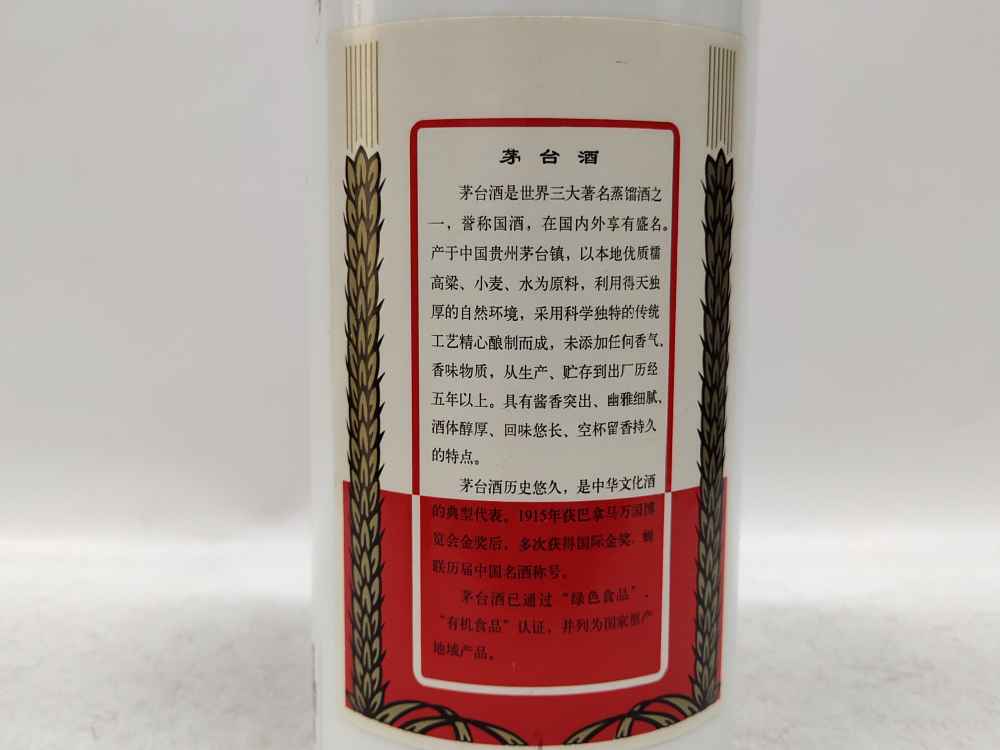 茅台酒
茅台酒是世界三大著名蒸馏酒之
一，誉称国酒，在国内外享有盛名。
产于中国贵州茅台镇，以本地优质糯
高粱、小麦、水为原料，利用得天独
厚的自然环境，采用科学独特的传统
工艺精心酿制而成，未添加任何香气、
香味物质，从生产、贮存到出厂历经
五年以上。具有酱香突出、幽雅细腻、
酒体醇厚、回味悠长、空杯留香持久
的特点。
茅台酒历史悠久，是中华文化酒
的典型代表。1915年获巴拿马万国博
览会金奖后，多次获得国际金奖，蝉
联历届中国名酒称号。
茅台酒已通过“绿色食品”、
“有机食品”认证，并列为国家原产
地域产品。